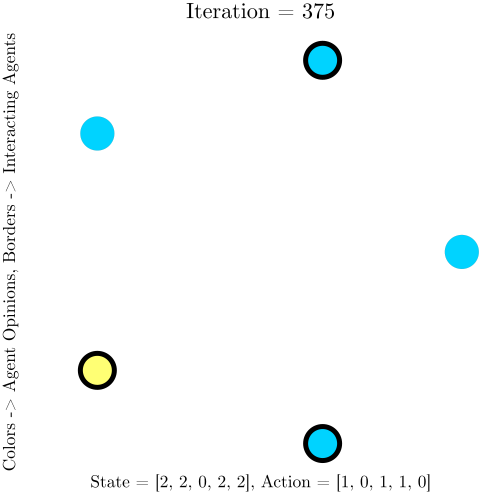 Iteration = 375
Colors -> Agent Opinions, Borders -> Interacting Agents
State = [2, 2, 0, 2, 2], Action = [1, 0, 1, 1, 0]